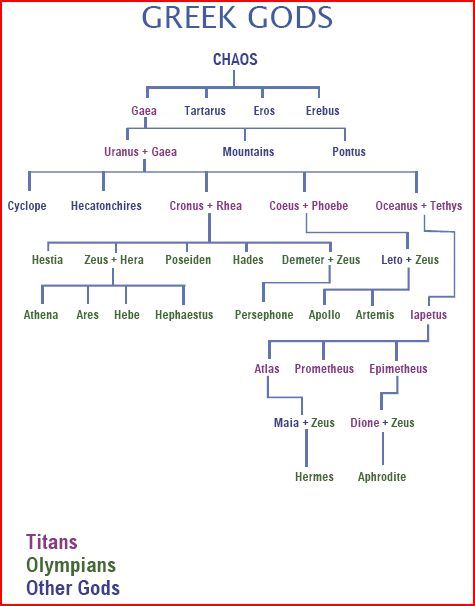 GREEK GODS
CHAOS
Gaea Tartarus Eros Erebus
Uranus + Gaea Mountains Pontus
Cyclope Hecatonchires Cronus + Rhea Coeus + Phoebe Oceanus + Tethys
Hestia Zeus + Hera Poseiden Hades Demeter + Zeus Leto + Zeus
Athena Ares Hebe Hephaestus Persephone Apollo Artemis Iapetus
Atlas Prometheus Epimetheus
Maia + Zeus Dione + Zeus
Hermes Aphrodite
Titans
Olympians
Other Gods